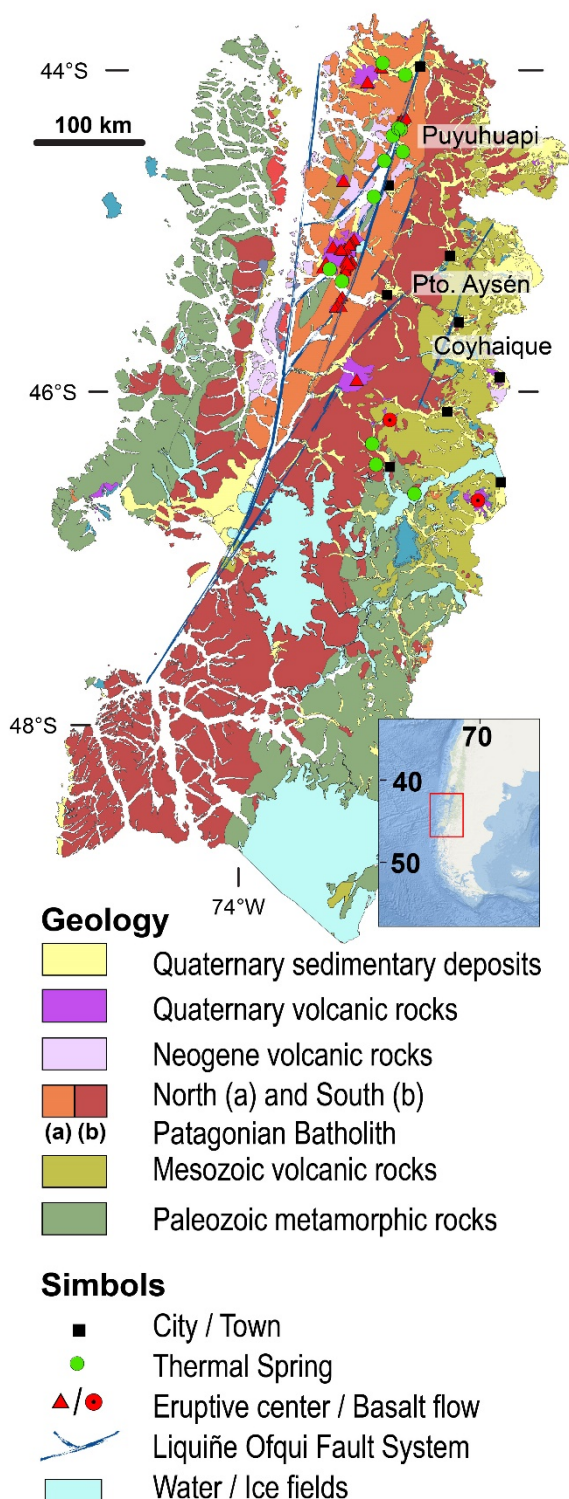 44°S
100 km
Puyuhuapi
Pto. Aysén
Coyhaique
46°S
48°S
74°W
70
40
50
Geology
Quaternary sedimentary deposits
Quaternary volcanic rocks
Neogene volcanic rocks
North (a) and South (b)
(a) (b) Patagonian Batholith
Mesozoic volcanic rocks
Paleozoic metamorphic rocks
Simbols
City / Town
Thermal Spring
/ Eruptive center / Basalt flow
Liquiñe Ofqui Fault System
Water / Ice fields